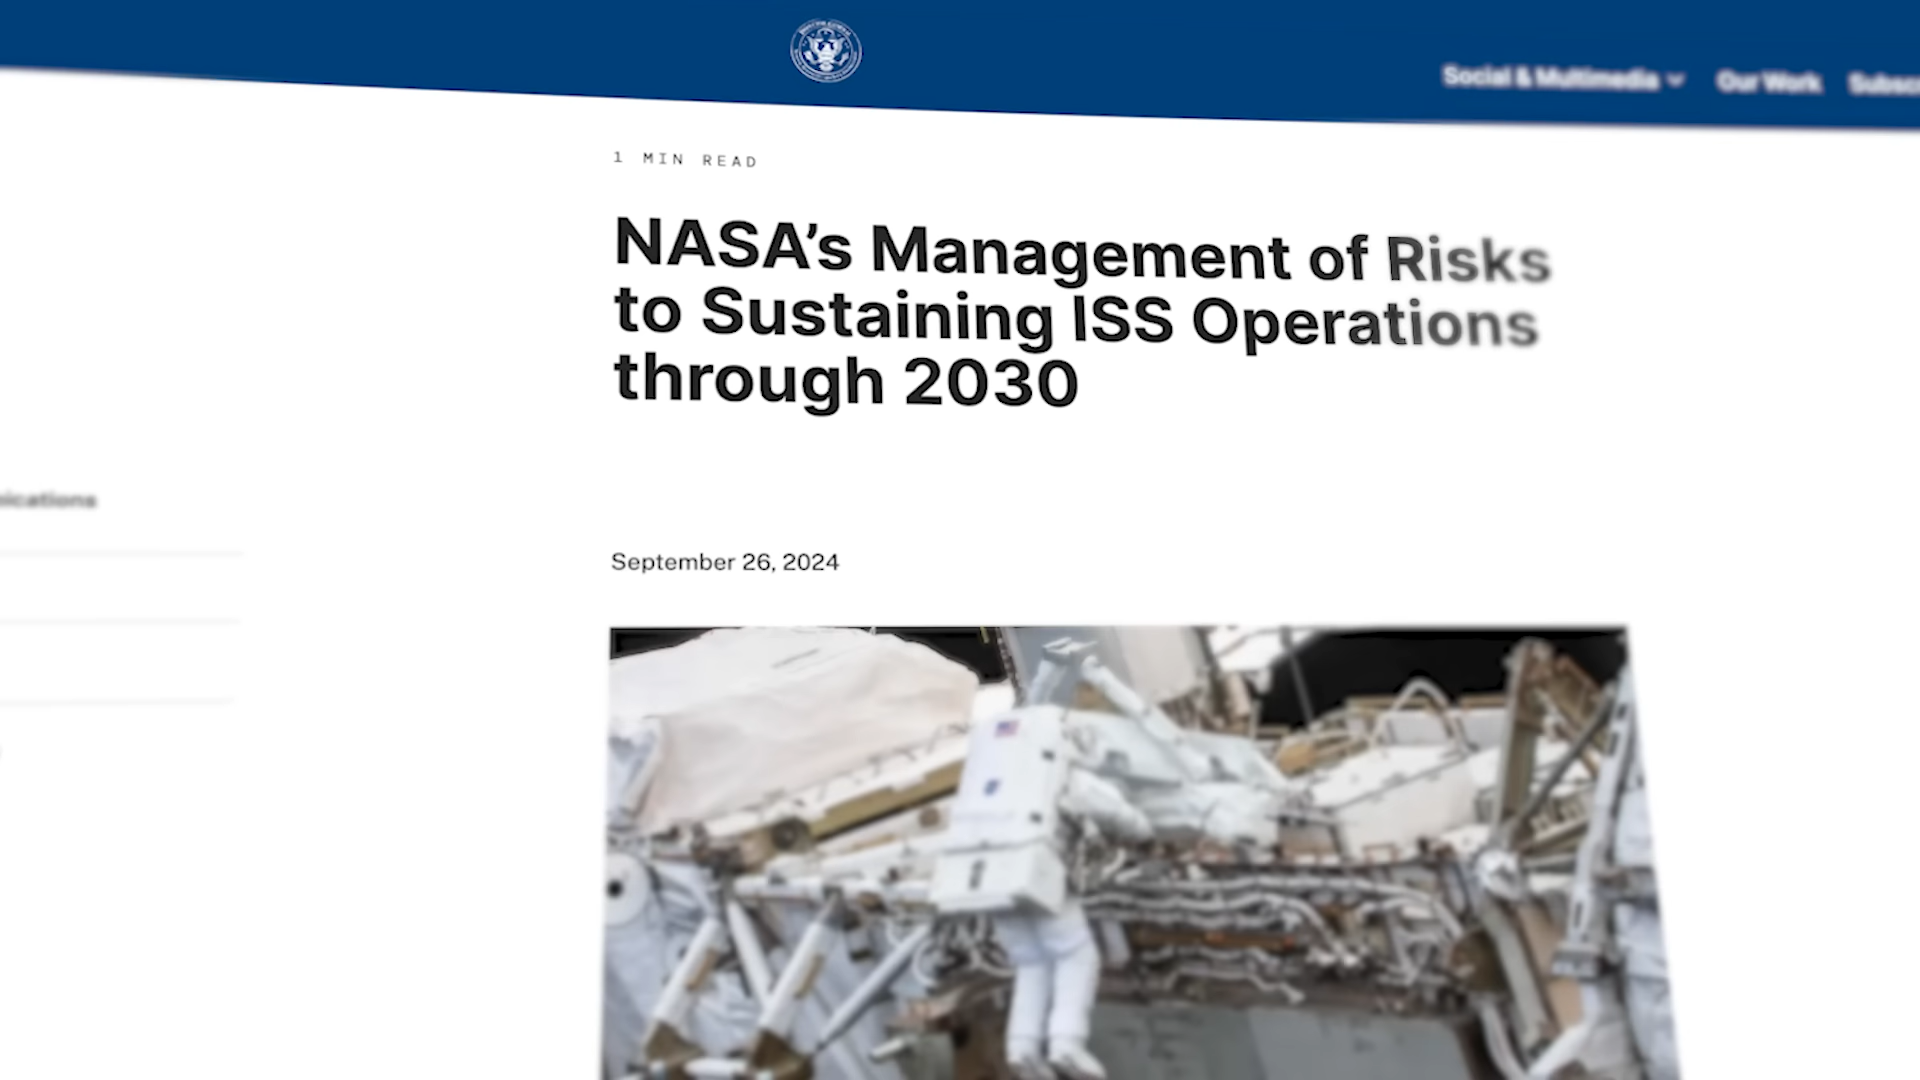 Social & Multimedia
Our Work
1 MIN READ
NASA’s Management of Risks
to Sustaining ISS Operations
through 2030
September 26, 2024